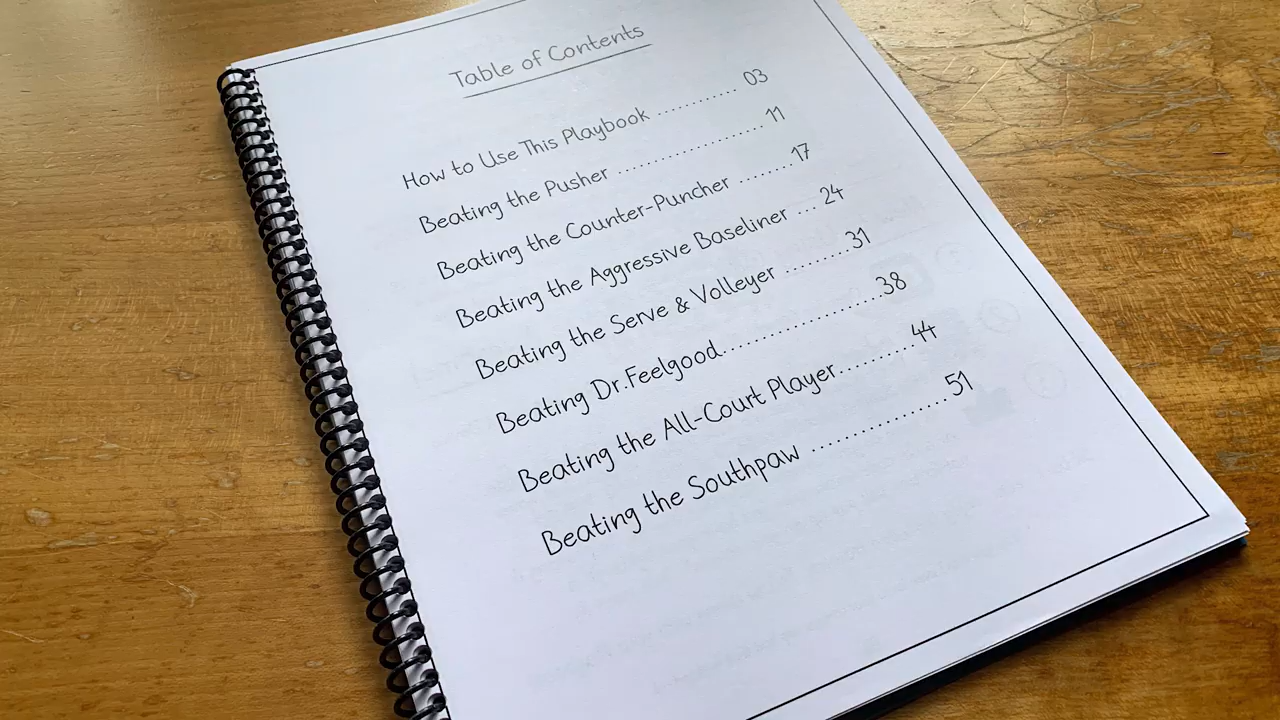 Table of Contents
How to Use This Playbook ......... 03
Beating the Pusher ................ 11
Beating the Counter-Puncher ........ 17
Beating the Aggressive Baseliner .... 24
Beating the Serve & Volleyer ......... 31
Beating Dr.Feelgood..................... 38
Beating the All-Court Player.......... 44
Beating the Southpaw .................. 51